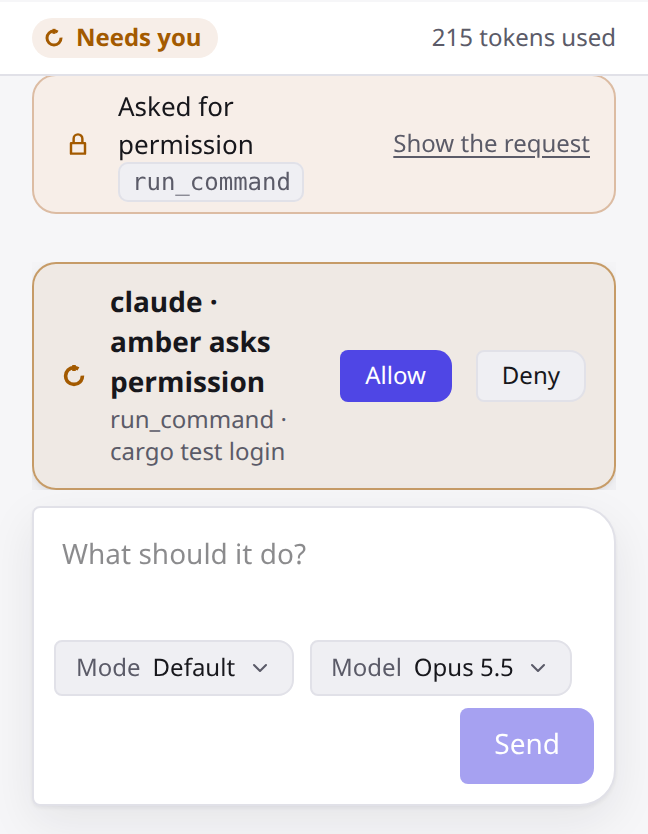 Needs you
215 tokens used
Asked for
permission
run_command
Show the request
claude ·
amber asks
permission
run_command ·
cargo test login
Allow
Deny
What should it do?
Mode Default
Model Opus 5.5
Send